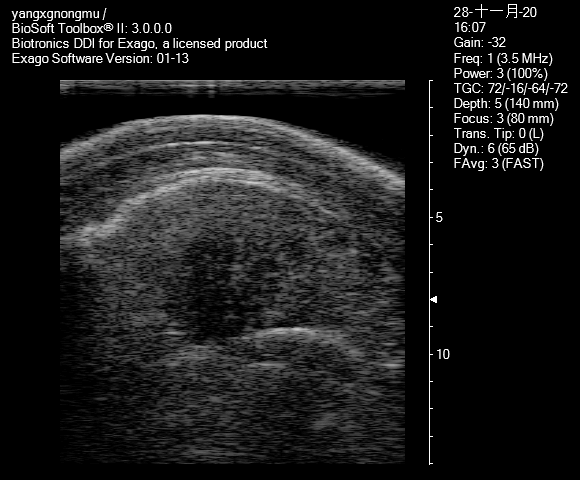 yangxgnongmu /
BioSoft Toolbox® II: 3.0.0.0
Biotronics DDI for Exago, a licensed product
Exago Software Version: 01-13
28-十一月-20
16:07
Gain: -32
Freq: 1 (3.5 MHz)
Power: 3 (100%)
TGC: 72/-16/-64/-72
Depth: 5 (140 mm)
Focus: 3 (80 mm)
Trans. Tip: 0 (L)
Dyn.: 6 (65 dB)
FAvg: 3 (FAST)
5
10